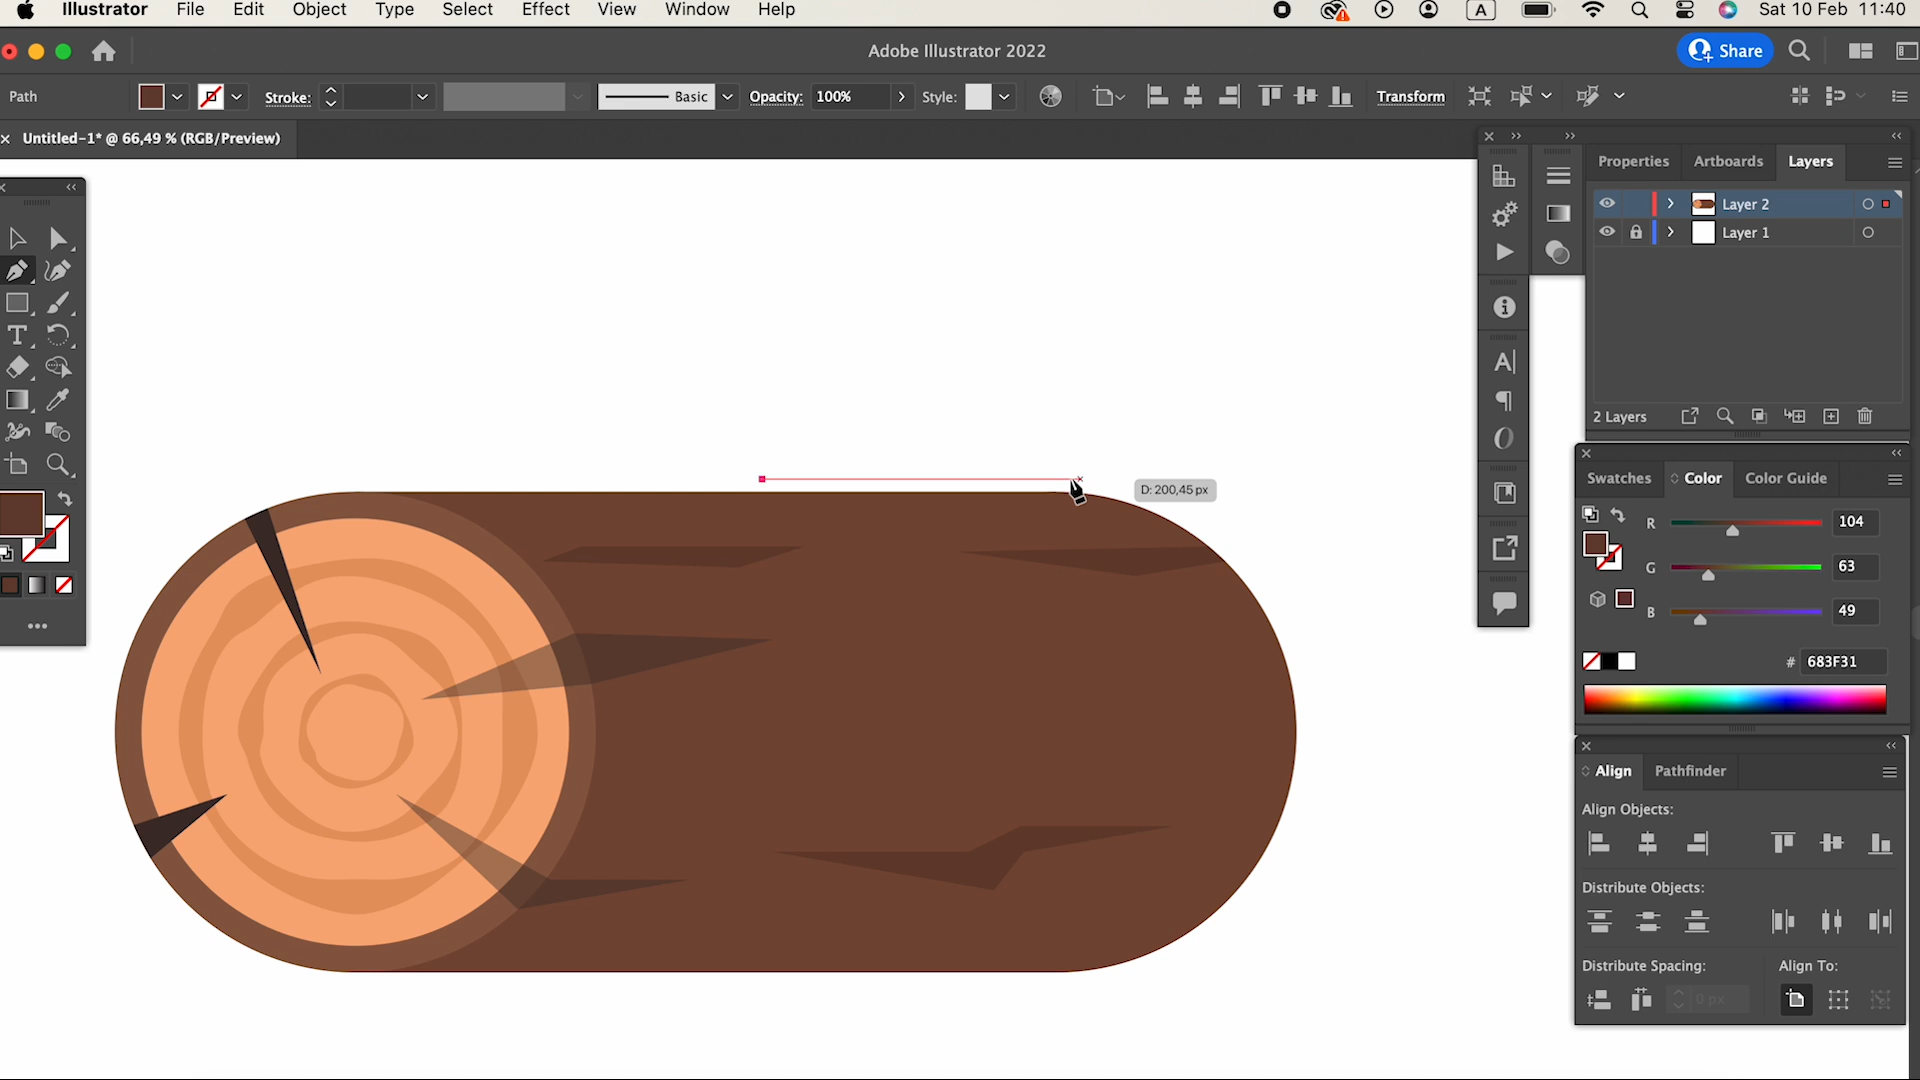 Illustrator File Edit Object Type Select Effect View Window Help A Sat 10 Feb 11:40
Adobe Illustrator 2022 Share
Path Stroke: Basic Opacity: 100% Style: Transform
Untitled-1* @ 66,49 % (RGB/Preview)
Properties Artboards Layers
Layer 2
Layer 1
2 Layers
Swatches Color Color Guide
D: 200,45 px
R 104
G 63
B 49
# 683F31
Align Pathfinder
Align Objects:
Distribute Objects:
Distribute Spacing: Align To:
0 px